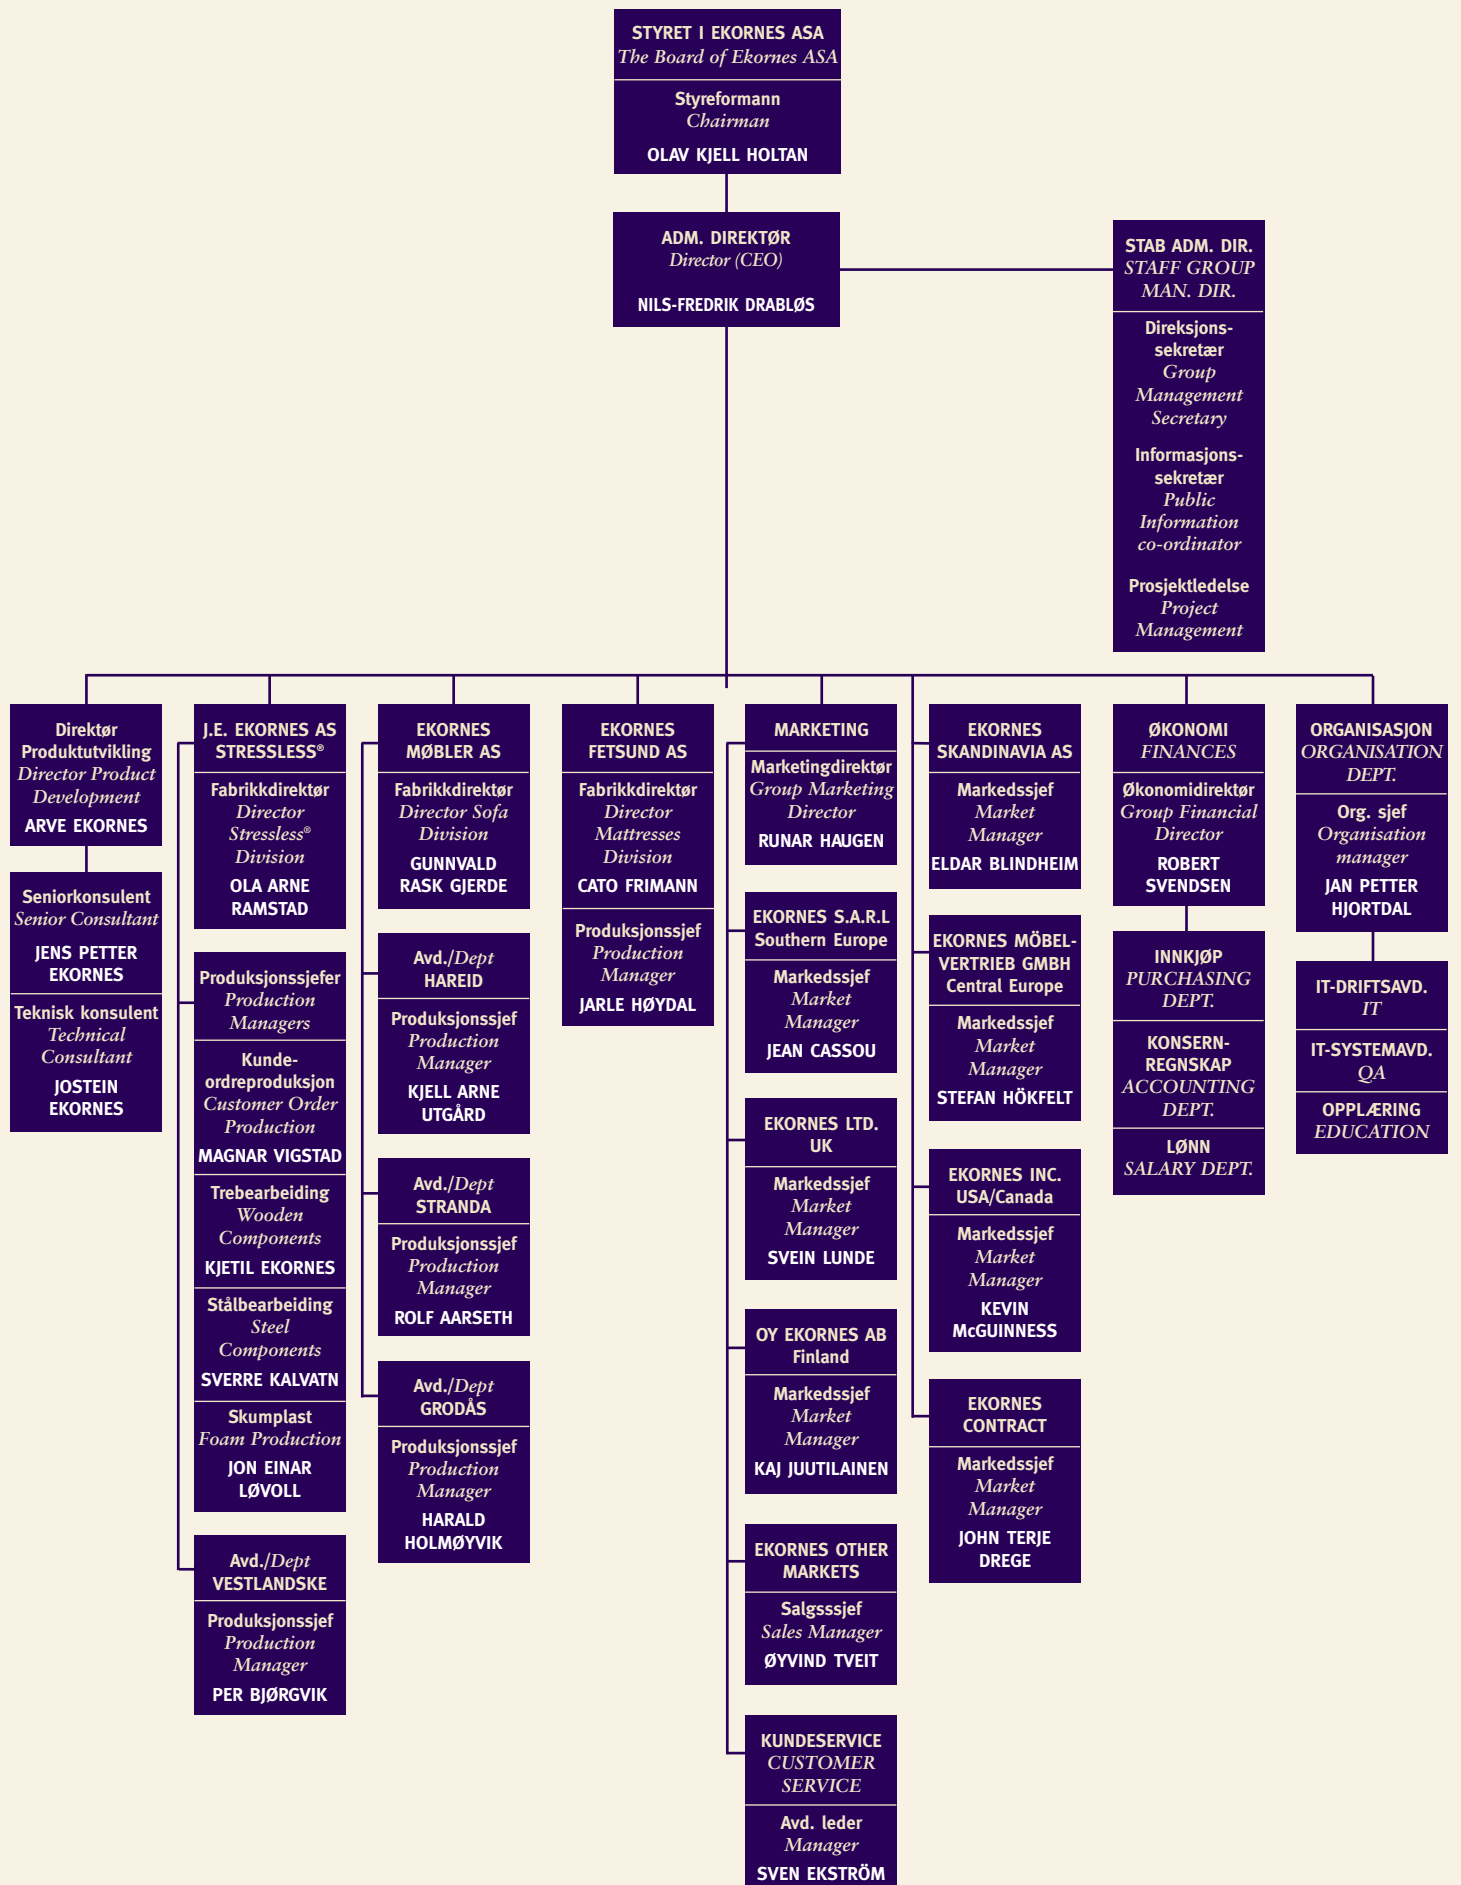 STYRET I EKORNES ASA
The Board of Ekornes ASA
Styreformann
Chairman
OLAV KJELL HOLTAN
ADM. DIREKTØR
Director (CEO)
NILS-FREDRIK DRABLØS
STAB ADM. DIR.
STAFF GROUP
MAN. DIR.
Direksjons-
sekretær
Group
Management
Secretary
Informasjons-
sekretær
Public
Information
co-ordinator
Prosjektledelse
Project
Management
Direktør
Produktutvikling
Director Product
Development
ARVE EKORNES
Seniorkonsulent
Senior Consultant
JENS PETTER
EKORNES
Teknisk konsulent
Technical
Consultant
JOSTEIN
EKORNES
J.E. EKORNES AS
STRESSLESS®
Fabrikkdirektør
Director
Stressless®
Division
OLA ARNE
RAMSTAD
Produksjonssjefer
Production
Managers
Kunde-
ordreproduksjon
Customer Order
Production
MAGNAR VIGSTAD
Trebearbeiding
Wooden
Components
KJETIL EKORNES
Stålbearbeiding
Steel
Components
SVERRE KALVATN
Skumplast
Foam Production
JON EINAR
LØVOLL
Avd./Dept
VESTLANDSKE
Produksjonssjef
Production
Manager
PER BJØRGVIK
EKORNES
MØBLER AS
Fabrikkdirektør
Director Sofa
Division
GUNNVALD
RASK GJERDE
Avd./Dept
HAREID
Produksjonssjef
Production
Manager
KJELL ARNE
UTGÅRD
Avd./Dept
STRANDA
Produksjonssjef
Production
Manager
ROLF AARSETH
Avd./Dept
GRODÅS
Produksjonssjef
Production
Manager
HARALD
HOLMØYVIK
EKORNES
FETSUND AS
Fabrikkdirektør
Director
Mattresses
Division
CATO FRIMANN
Produksjonssjef
Production
Manager
JARLE HØYDAL
MARKETING
Marketingdirektør
Group Marketing
Director
RUNAR HAUGEN
EKORNES S.A.R.L
Southern Europe
Markedssjef
Market
Manager
JEAN CASSOU
EKORNES LTD.
UK
Markedssjef
Market
Manager
SVEIN LUNDE
OY EKORNES AB
Finland
Markedssjef
Market
Manager
KAJ JUUTILAINEN
EKORNES OTHER
MARKETS
Salgsssjef
Sales Manager
ØYVIND TVEIT
KUNDESERVICE
CUSTOMER
SERVICE
Avd. leder
Manager
SVEN EKSTRÖM
EKORNES
SKANDINAVIA AS
Markedssjef
Market
Manager
ELDAR BLINDHEIM
EKORNES MÖBEL-
VERTRIEB GMBH
Central Europe
Markedssjef
Market
Manager
STEFAN HÖKFELT
EKORNES INC.
USA/Canada
Markedssjef
Market
Manager
KEVIN
McGUINNESS
EKORNES
CONTRACT
Markedssjef
Market
Manager
JOHN TERJE
DREGE
ØKONOMI
FINANCES
Økonomidirektør
Group Financial
Director
ROBERT
SVENDSEN
INNKJØP
PURCHASING
DEPT.
KONSERN-
REGNSKAP
ACCOUNTING
DEPT.
LØNN
SALARY DEPT.
ORGANISASJON
ORGANISATION
DEPT.
Org. sjef
Organisation
manager
JAN PETTER
HJORTDAL
IT-DRIFTSAVD.
IT
IT-SYSTEMAVD.
QA
OPPLÆRING
EDUCATION